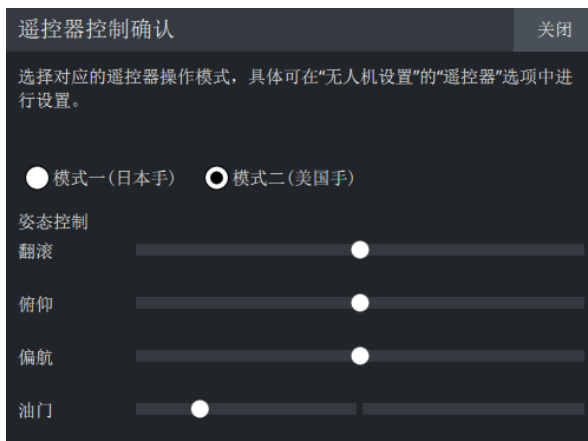 遥控器控制确认
关闭
选择对应的遥控器操作模式，具体可在“无人机设置”的“遥控器”选项中进
行设置。
模式一(日本手) 模式二(美国手)
姿态控制
翻滚
俯仰
偏航
油门